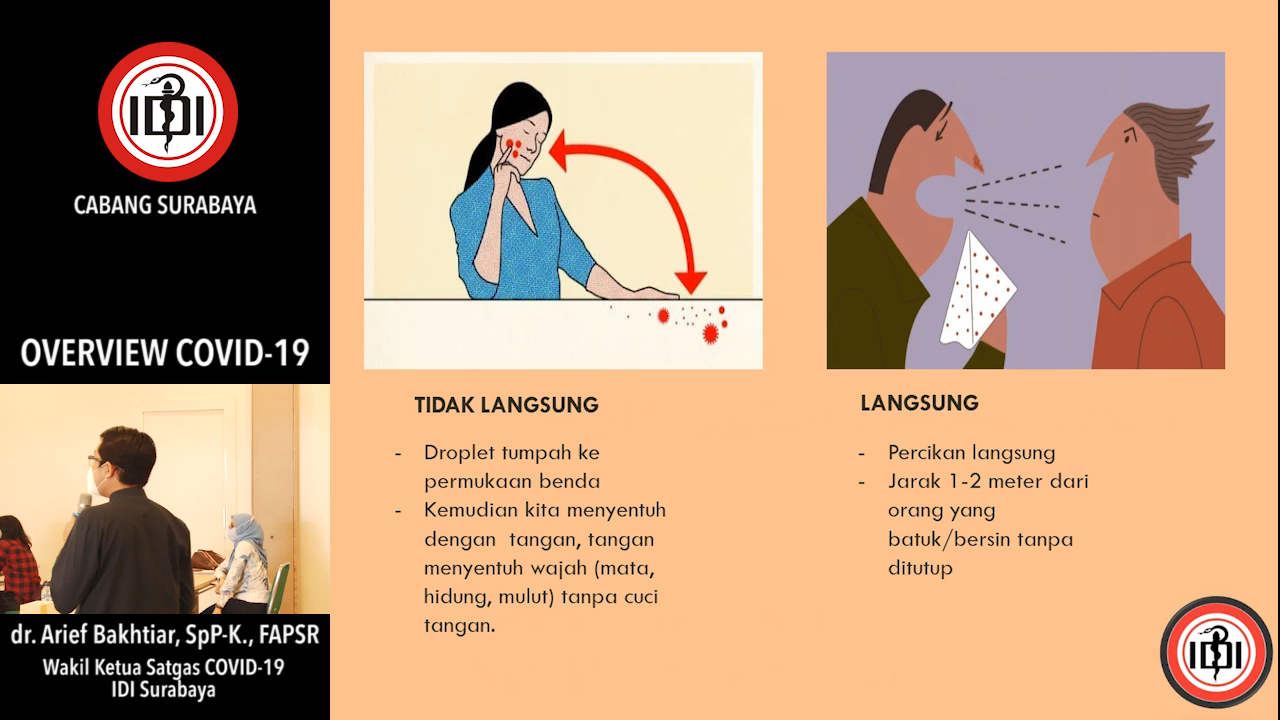 IDI
CABANG SURABAYA
OVERVIEW COVID-19
dr. Arief Bakhtiar, SpP-K., FAPSR
Wakil Ketua Satgas COVID-19
IDI Surabaya
TIDAK LANGSUNG
- Droplet tumpah ke
permukaan benda
- Kemudian kita menyentuh
dengan tangan, tangan
menyentuh wajah (mata,
hidung, mulut) tanpa cuci
tangan.
LANGSUNG
- Percikan langsung
- Jarak 1-2 meter dari
orang yang
batuk/bersin tanpa
ditutup
IDI